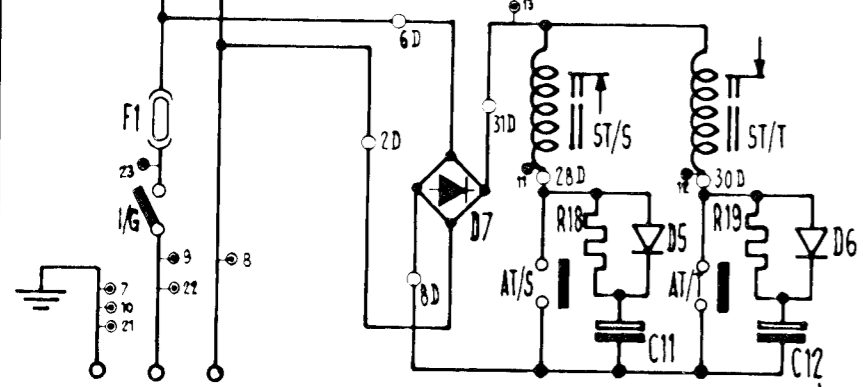 13
6D
F1
31D
ST/S
ST/T
2D
23
11
28D
12
30D
I/G
D7
R18
D5
R19
D6
9
8
7
22
8D
AT/S
AT/T
10
21
C11
C12